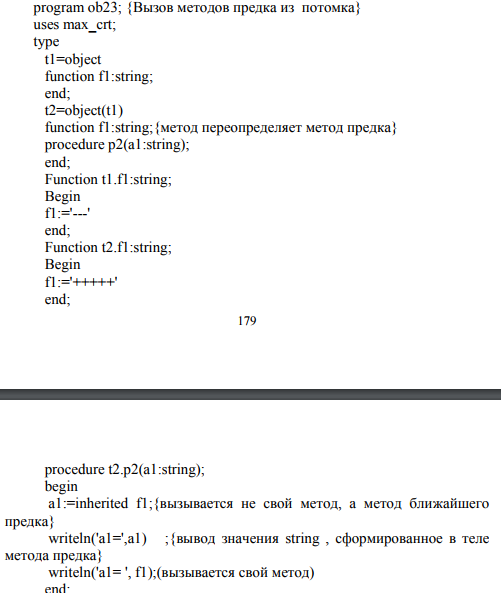 program ob23; {Вызов методов предка из потомка}
uses max_crt;
type
t1=object
function f1:string;
end;
t2=object(t1)
function f1:string;{метод переопределяет метод предка}
procedure p2(a1:string);
end;
Function t1.f1:string;
Begin
f1:='---'
end;
Function t2.f1:string;
Begin
f1:='+++++'
end;
179
procedure t2.p2(a1:string);
begin
a1:=inherited f1;{вызывается не свой метод, а метод ближайшего
предка}
writeln('a1=',a1) ;{вывод значения string , сформированное в теле
метода предка}
writeln('a1= ', f1);(вызывается свой метод)
end;